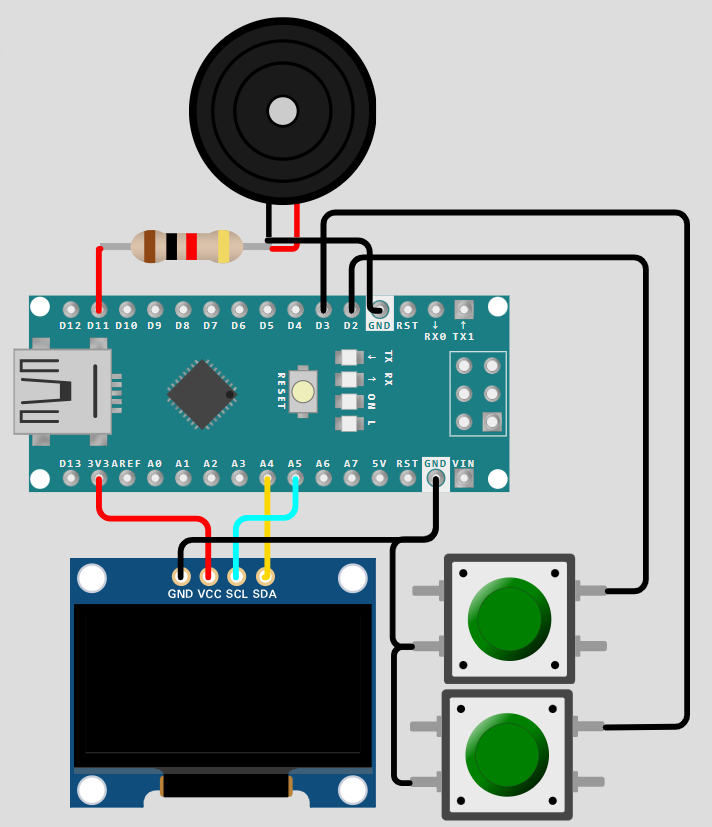 D12 D11 D10 D9 D8 D7 D6 D5 D4 D3 D2 GND RST ↓ ↑
RX0 TX1
RESET
← TX
→ RX
ON
L
D13 3V3 AREF A0 A1 A2 A3 A4 A5 A6 A7 5V RST GND VIN
GND VCC SCL SDA